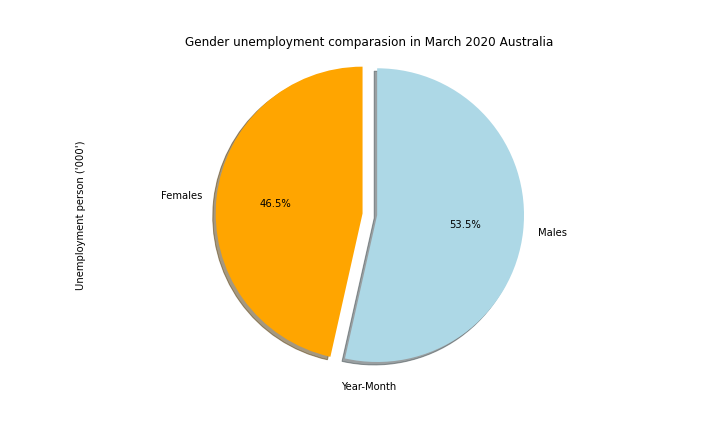 Gender unemployment comparasion in March 2020 Australia
Unemployment person ('000')
Females
46.5%
53.5%
Males
Year-Month